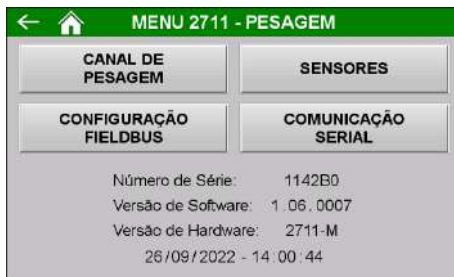 MENU 2711 - PESAGEM
CANAL DE
PESAGEM
SENSORES
CONFIGURAÇÃO
FIELDBUS
COMUNICAÇÃO
SERIAL
Número de Série: 1142B0
Versão de Software: 1.06.0007
Versão de Hardware: 2711-M
26/09/2022 - 14:00:44